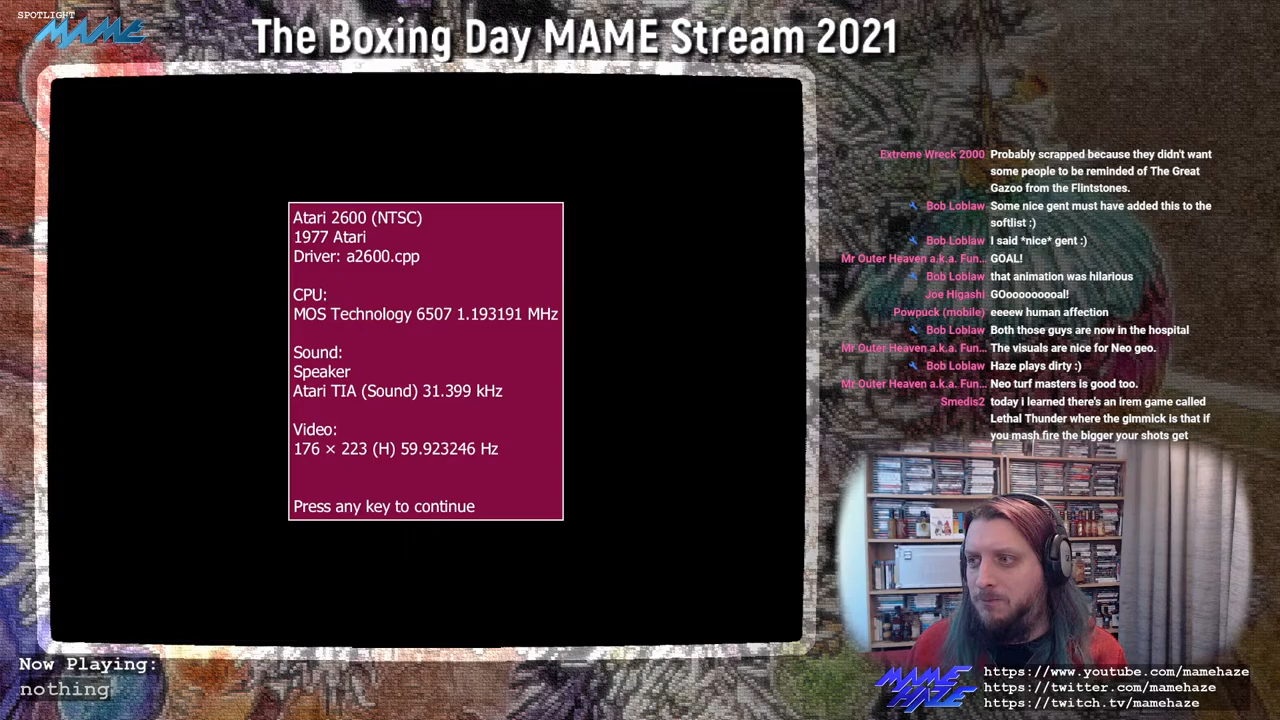 SPOTLIGHT
MAME
The Boxing Day MAME Stream 2021
Atari 2600 (NTSC)
1977 Atari
Driver: a2600.cpp
CPU:
MOS Technology 6507 1.193191 MHz
Sound:
Speaker
Atari TIA (Sound) 31.399 kHz
Video:
176 × 223 (H) 59.923246 Hz
Press any key to continue
Extreme Wreck 2000 Probably scrapped because they didn't want
some people to be reminded of The Great
Gazoo from the Flintstones.
Bob Loblaw Some nice gent must have added this to the
softlist :)
Bob Loblaw I said *nice* gent :)
Mr Outer Heaven a.k.a. Fun... GOAL!
Bob Loblaw that animation was hilarious
Joe Higashi GOooooooooal!
Powpuck (mobile) eeeew human affection
Bob Loblaw Both those guys are now in the hospital
Mr Outer Heaven a.k.a. Fun... The visuals are nice for Neo geo.
Bob Loblaw Haze plays dirty :)
Mr Outer Heaven a.k.a. Fun... Neo turf masters is good too.
Smedis2 today i learned there's an irem game called
Lethal Thunder where the gimmick is that if
you mash fire the bigger your shots get
Now Playing:
nothing
MAME
HAZE
https://www.youtube.com/mamehaze
https://twitter.com/mamehaze
https://twitch.tv/mamehaze